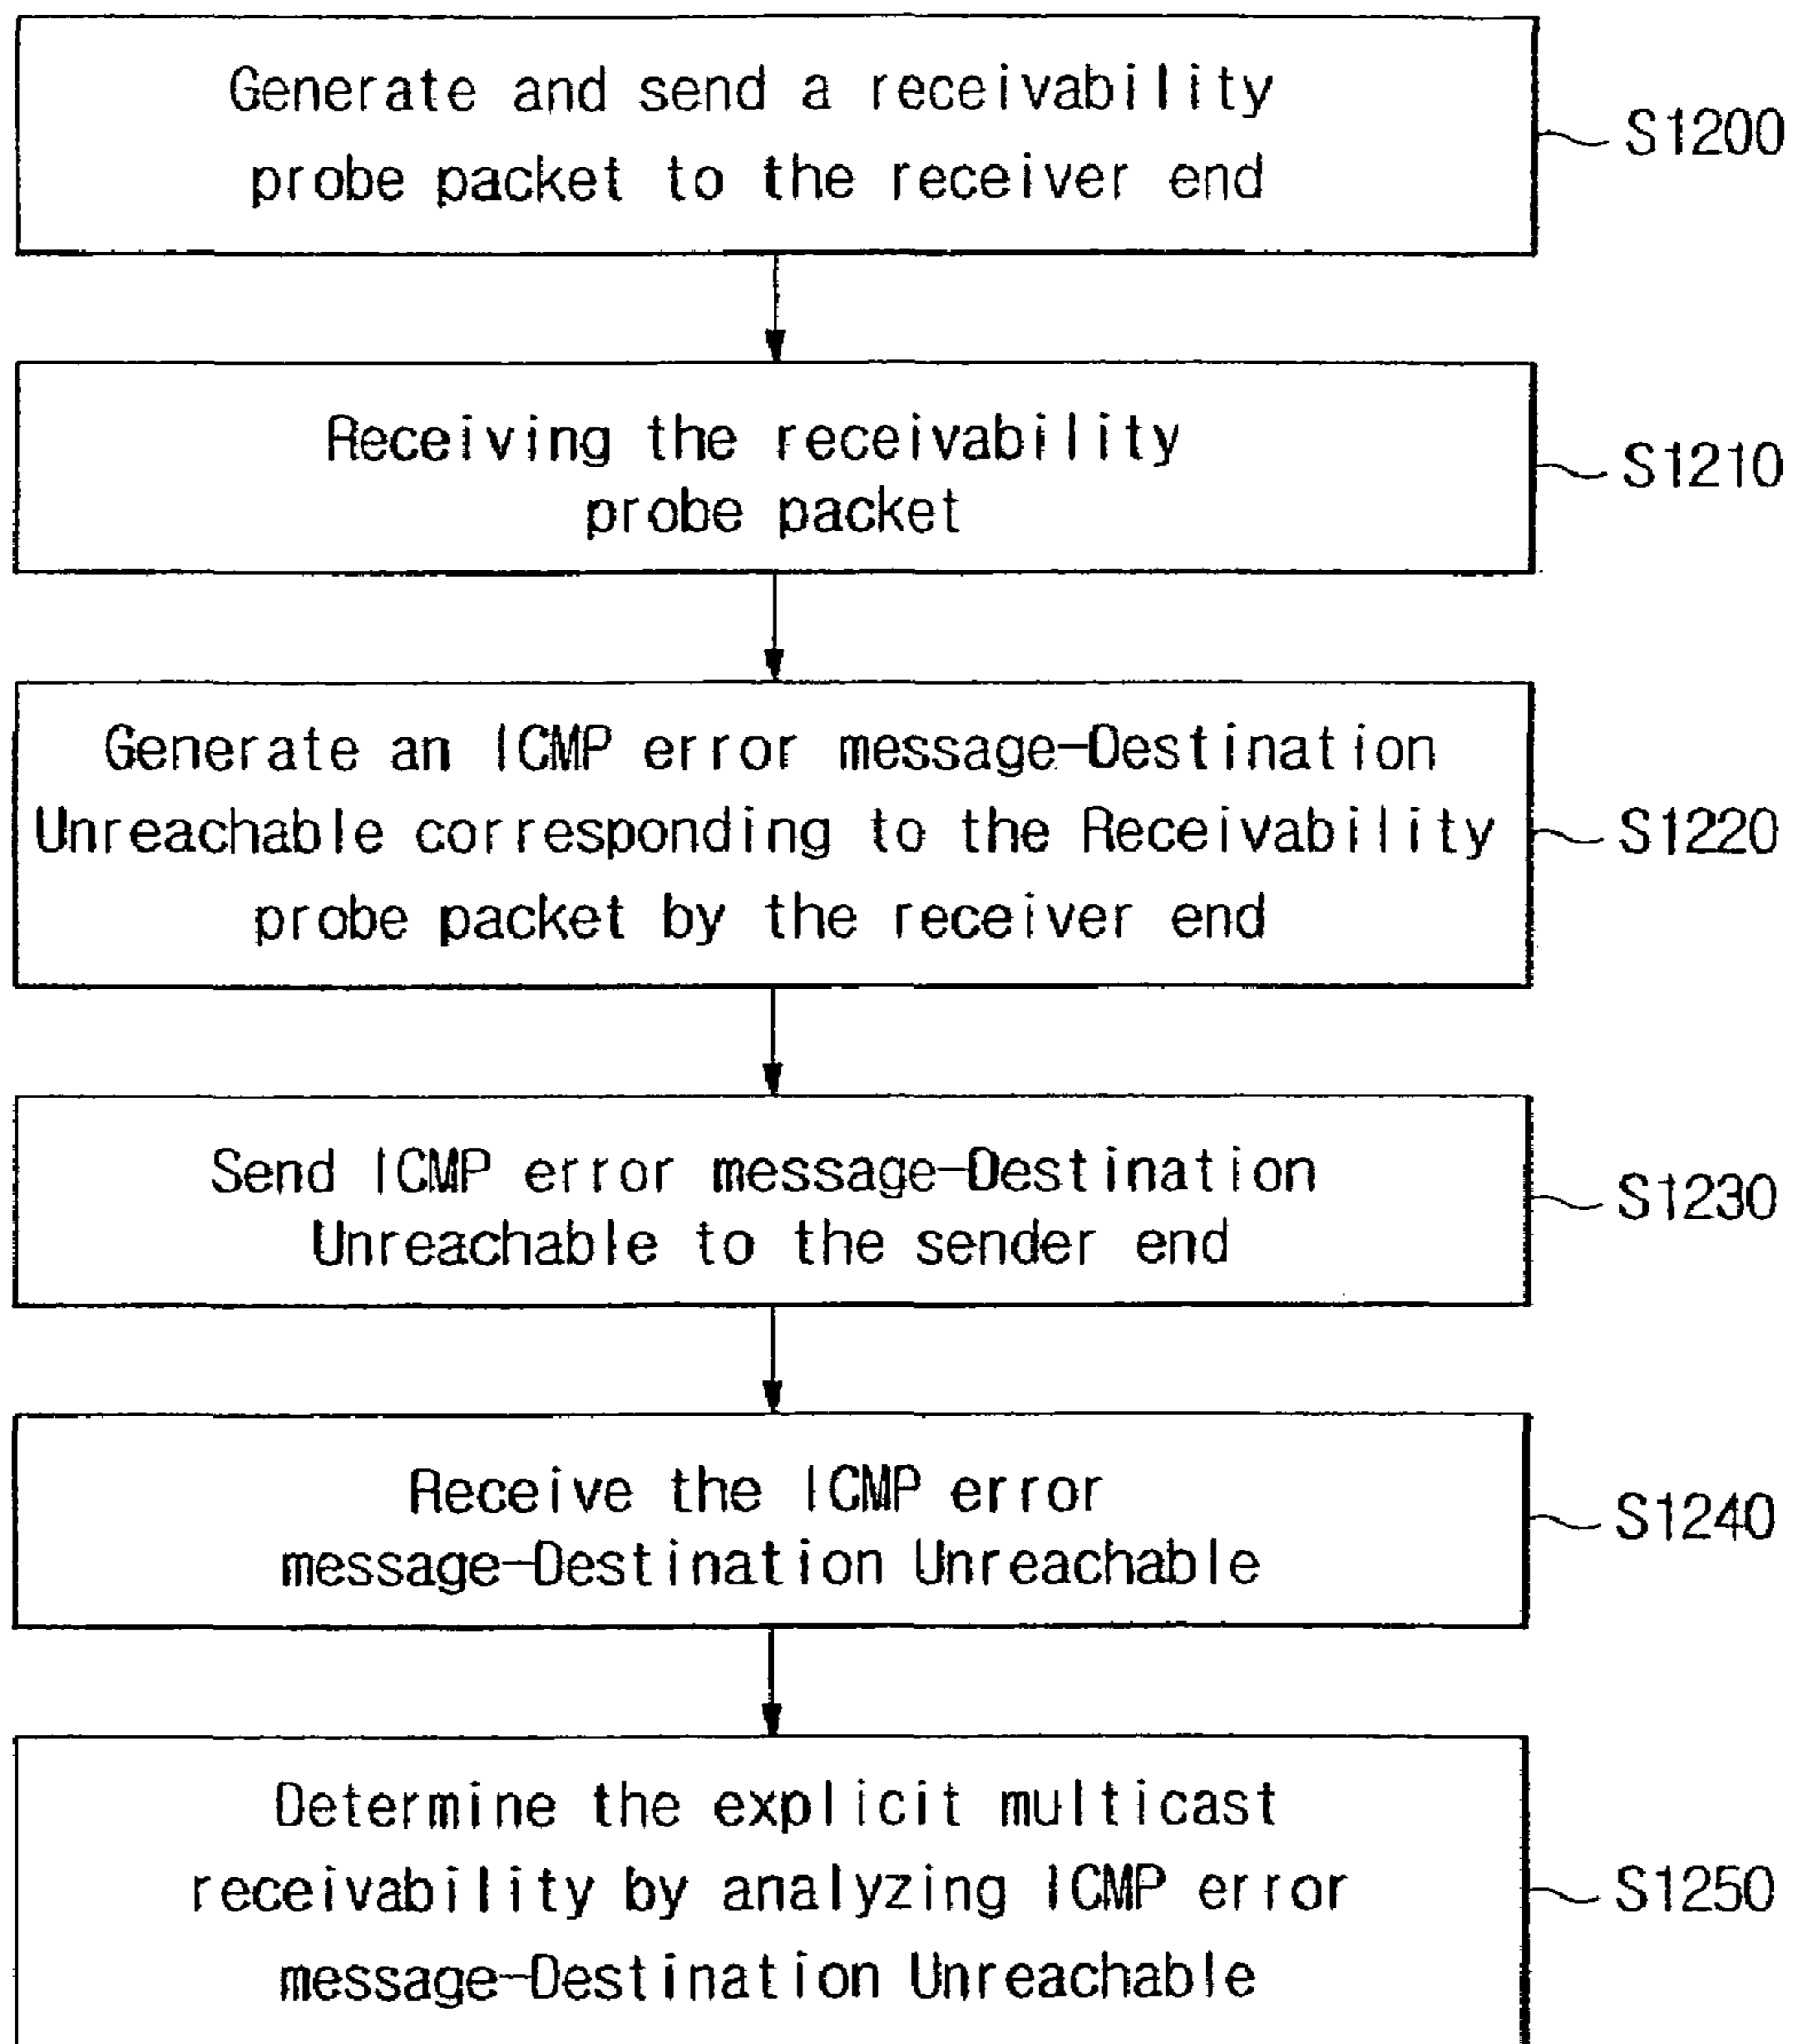 Generate and send a receivability
probe packet to the receiver end
S1200
Receiving the receivability
probe packet
S1210
Generate an ICMP error message-Destination
Unreachable corresponding to the Receivability
probe packet by the receiver end
S1220
Send ICMP error message-Destination
Unreachable to the sender end
S1230
Receive the ICMP error
message-Destination Unreachable
S1240
Determine the explicit multicast
receivability by analyzing ICMP error
message-Destination Unreachable
S1250